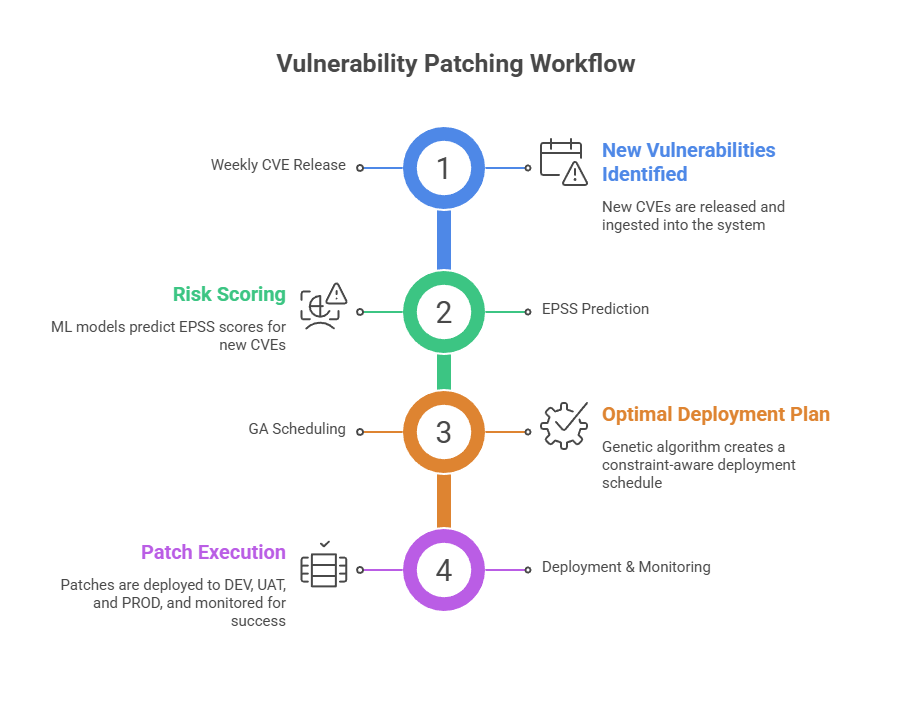 Vulnerability Patching Workflow
Weekly CVE Release
1
New Vulnerabilities
Identified
New CVEs are released and
ingested into the system
Risk Scoring
ML models predict EPSS scores for
new CVEs
2
EPSS Prediction
GA Scheduling
3
Optimal Deployment Plan
Genetic algorithm creates a
constraint-aware deployment
schedule
Patch Execution
Patches are deployed to DEV, UAT,
and PROD, and monitored for
success
4
Deployment & Monitoring